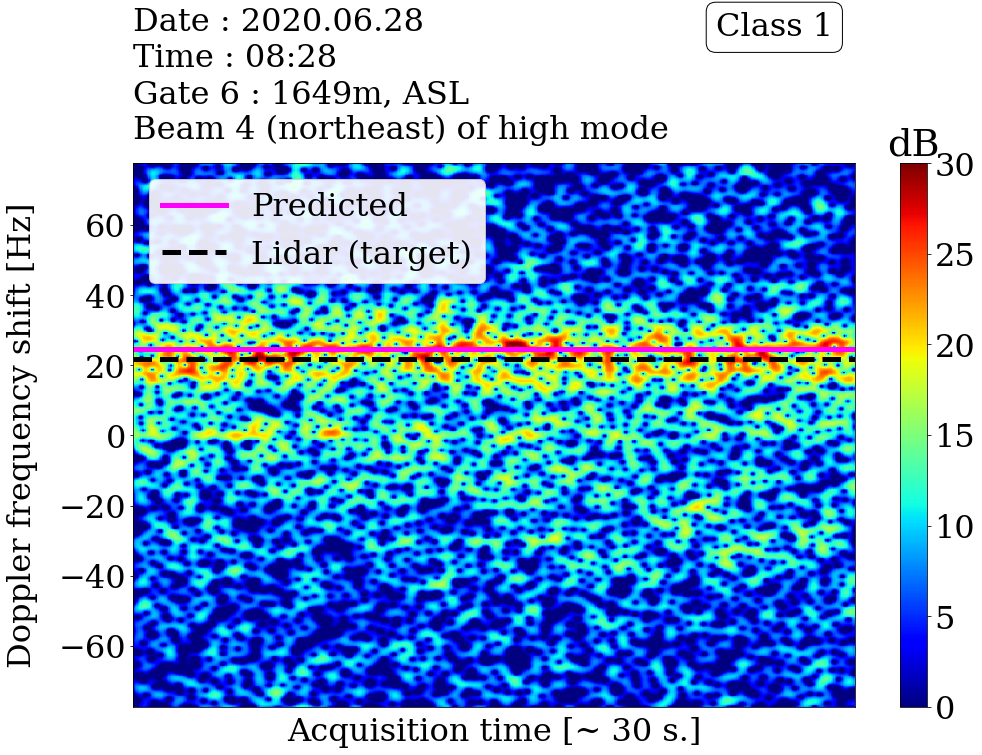 Date : 2020.06.28
Time : 08:28
Gate 6 : 1649m, ASL
Beam 4 (northeast) of high mode
Class 1
dB
Predicted
Lidar (target)
Doppler frequency shift [Hz]
60
40
20
0
−20
−40
−60
Acquisition time [~ 30 s.]
30
25
20
15
10
5
0